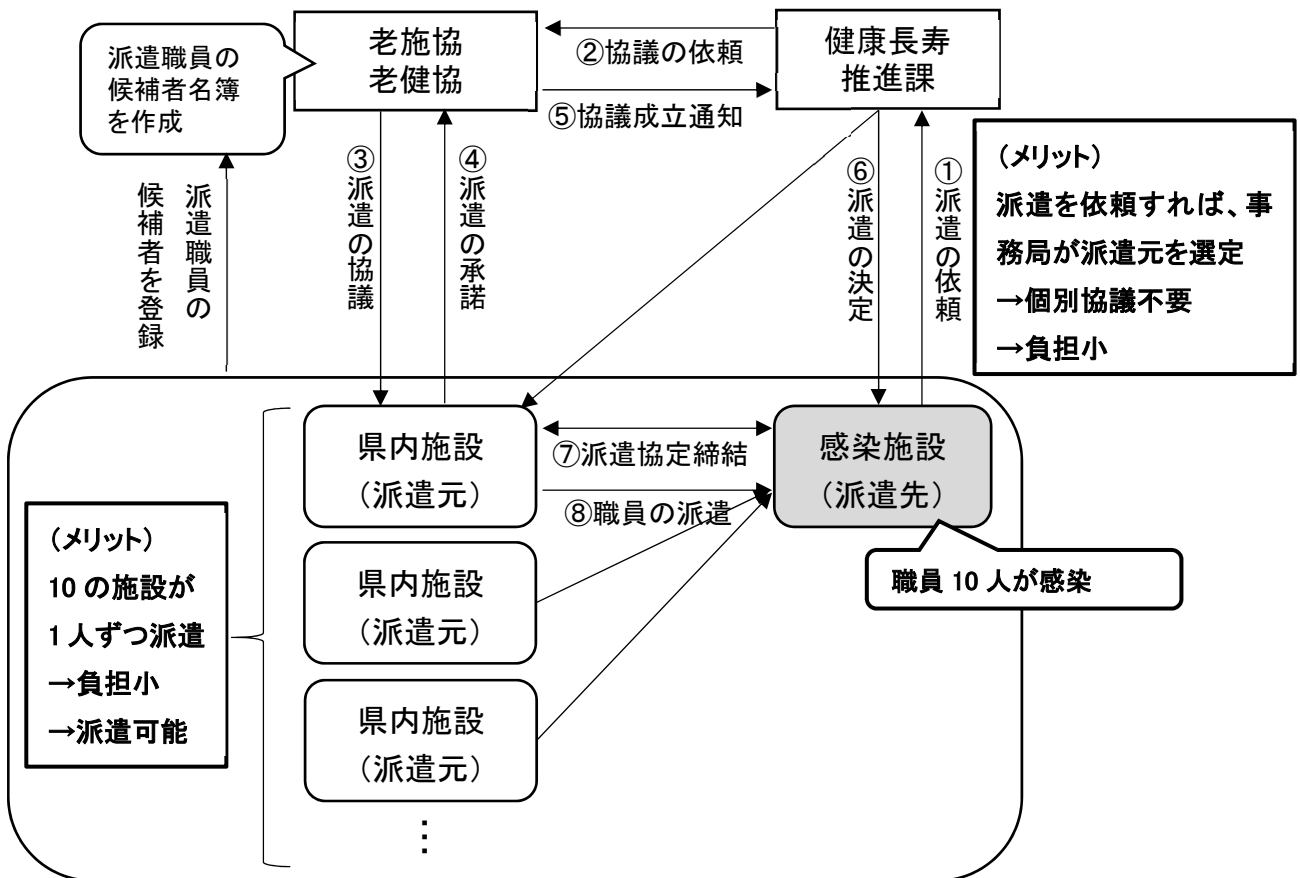 派遣職員の
候補者名簿
を作成
老施協
老健協
②協議の依頼
⑤協議成立通知
健康長寿
推進課
派遣職員の
候補者を登録
③派遣の協議
④派遣の承諾
⑥派遣の決定
①派遣の依頼
（メリット）
派遣を依頼すれば、事
務局が派遣元を選定
→個別協議不要
→負担小
（メリット）
10 の施設が
1 人ずつ派遣
→負担小
→派遣可能
県内施設
（派遣元）
⑦派遣協定締結
⑧職員の派遣
感染施設
（派遣先）
職員 10 人が感染
県内施設
（派遣元）
県内施設
（派遣元）
⋮